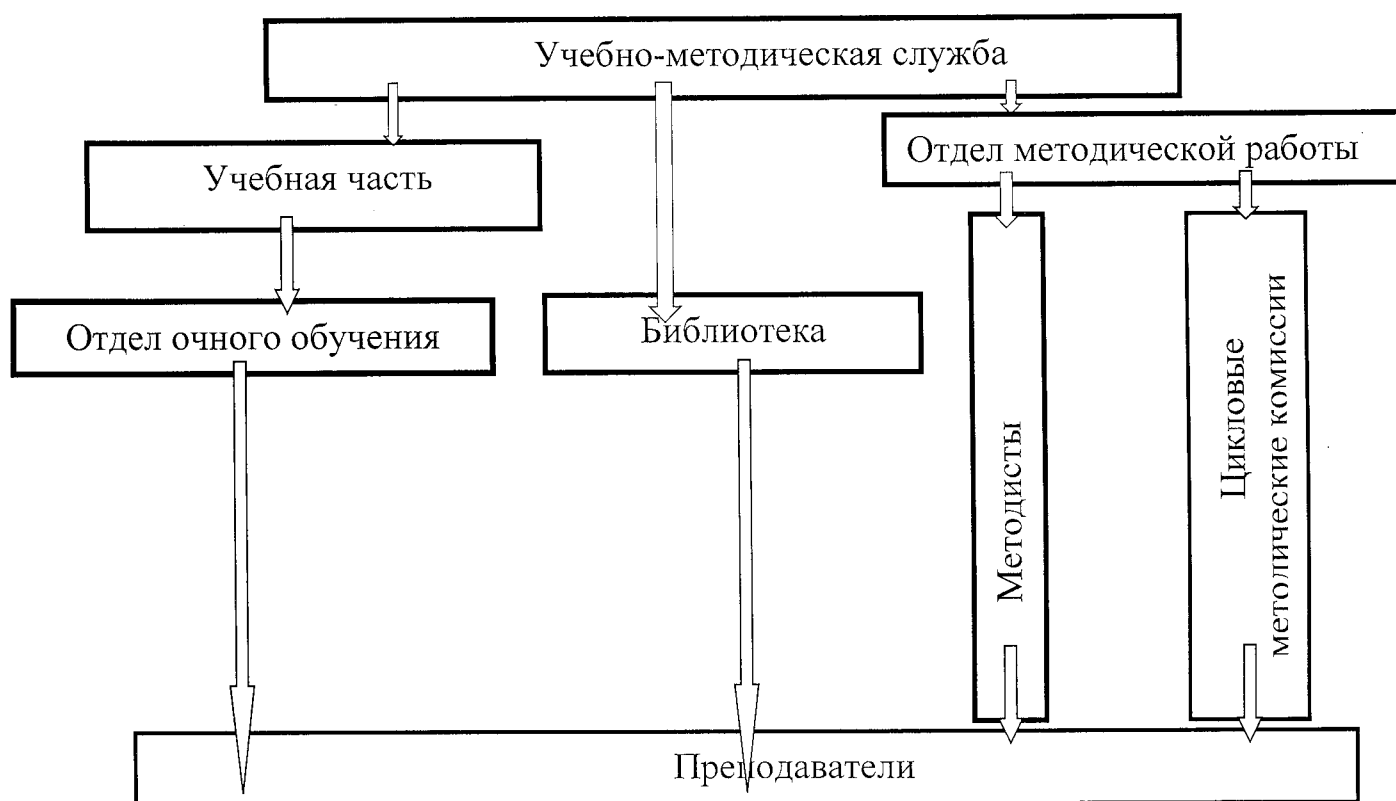 Учебно-методическая служба
Отдел методической работы
Учебная часть
Отдел очного обучения
Библиотека
Методисты
Цикловые
методические комиссии
Преподаватели